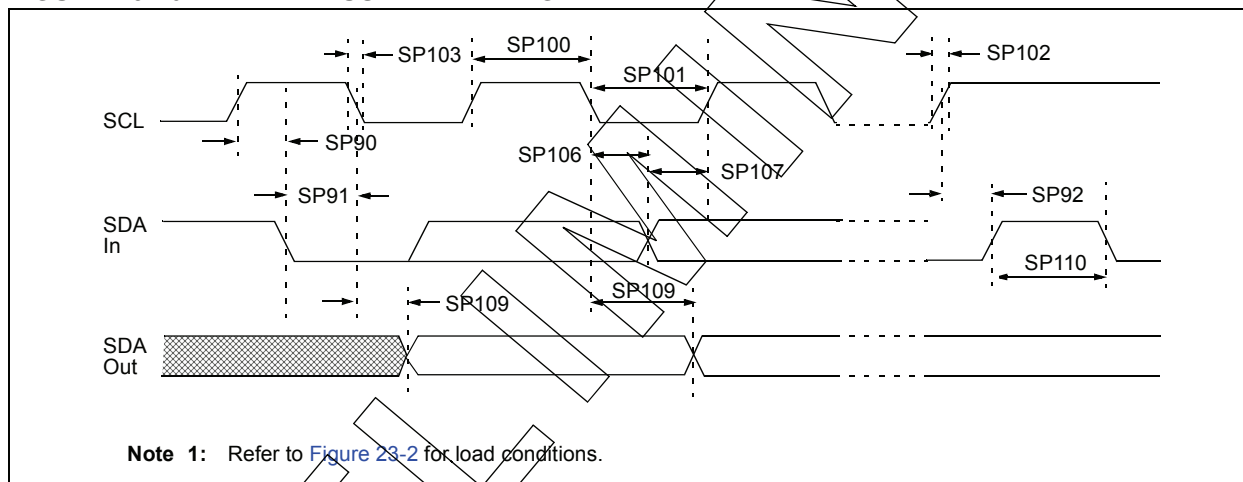 SP103
SP100
SP102
SP101
SCL
SP90
SP106
SP107
SP91
SP92
SDA
In
SP110
SP109
SP109
SDA
Out
Note 1: Refer to Figure 23-2 for load conditions.